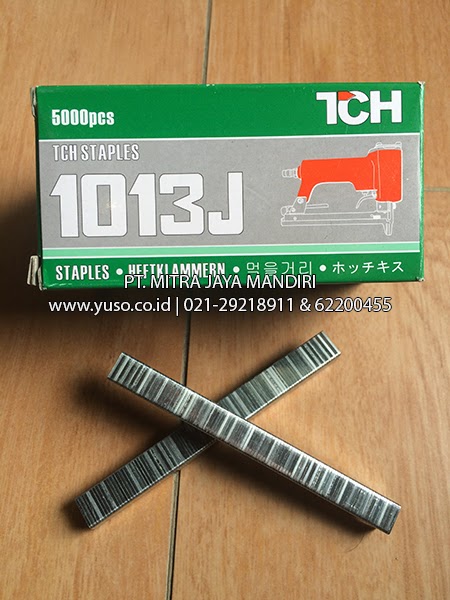 5000pcs
TCH
TCH STAPLES
1013J
STAPLES • HEFTKLAMMERN • 먹을거리 • ホッチキス
PT. MITRA JAYA MANDIRI
www.yuso.co.id | 021-29218911 & 62200455